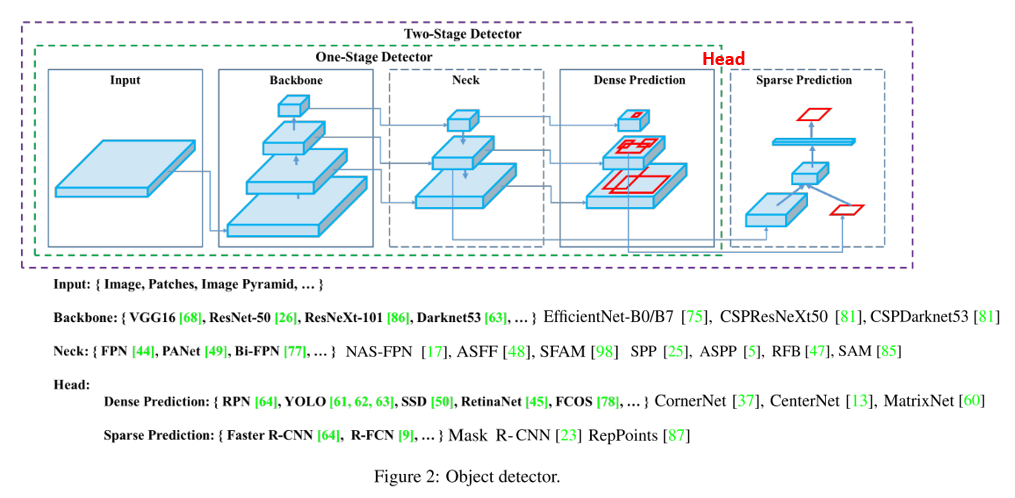 Two-Stage Detector
One-Stage Detector
Head
Input
Backbone
Neck
Dense Prediction
Sparse Prediction
Input: { Image, Patches, Image Pyramid, … }
Backbone: { VGG16 [68], ResNet-50 [26], ResNeXt-101 [86], Darknet53 [63], … } EfficientNet-B0/B7 [75], CSPResNeXt50 [81], CSPDarknet53 [81]
Neck: { FPN [44], PANet [49], Bi-FPN [77], … } NAS-FPN [17], ASFF [48], SFAM [98] SPP [25], ASPP [5], RFB [47], SAM [85]
Head:
Dense Prediction: { RPN [64], YOLO [61, 62, 63], SSD [50], RetinaNet [45], FCOS [78], … } CornerNet [37], CenterNet [13], MatrixNet [60]
Sparse Prediction: { Faster R-CNN [64], R-FCN [9], … } Mask R-CNN [23] RepPoints [87]
Figure 2: Object detector.